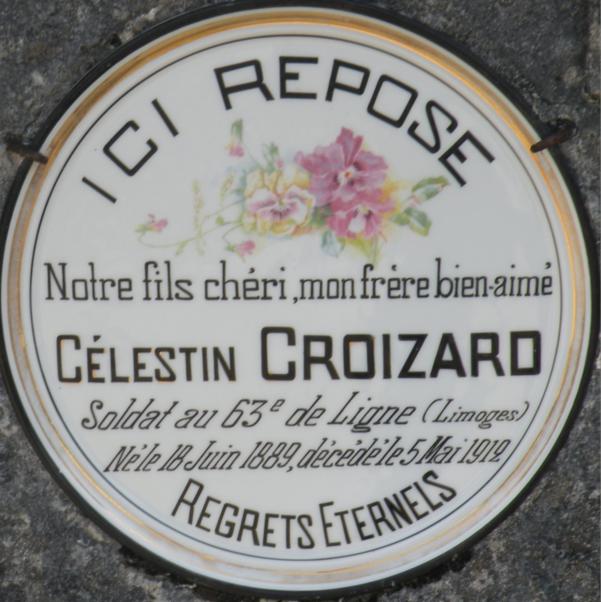 ICI REPOSE
Notre fils chéri, mon frère bien-aimé
CÉLESTIN CROIZARD
Soldat au 63e de Ligne (Limoges)
Né le 18 Juin 1889, décédé le 5 Mai 1912
REGRETS ETERNELS